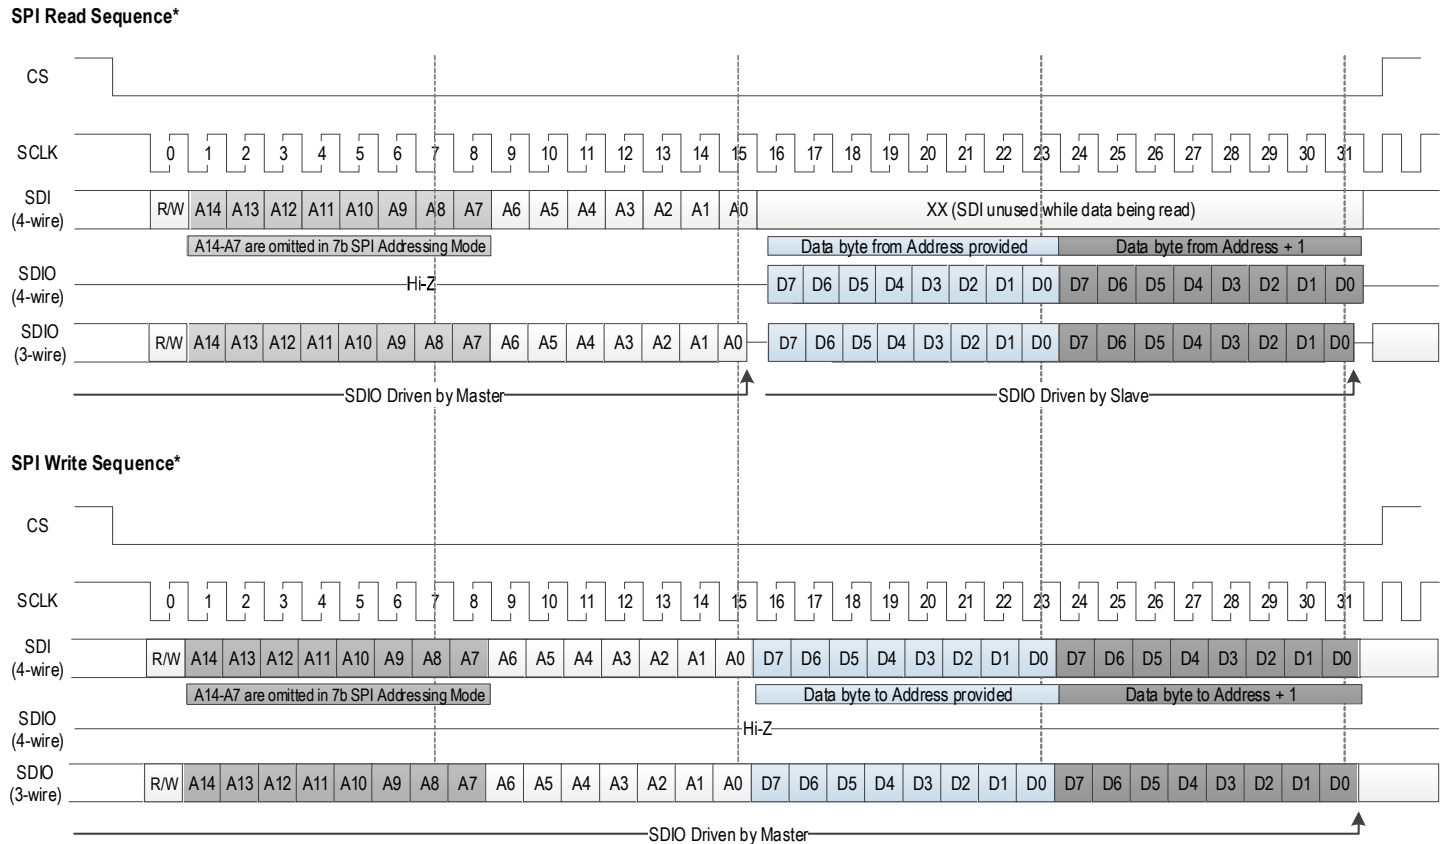 SPI Read Sequence*
CS
SCLK 0 1 2 3 4 5 6 7 8 9 10 11 12 13 14 15 16 17 18 19 20 21 22 23 24 25 26 27 28 29 30 31
SDI
(4-wire)
R/W A14 A13 A12 A11 A10 A9 A8 A7 A6 A5 A4 A3 A2 A1 A0 XX (SDI unused while data being read)
A14-A7 are omitted in 7b SPI Addressing Mode Data byte from Address provided Data byte from Address + 1
SDIO
(4-wire)
Hi-Z D7 D6 D5 D4 D3 D2 D1 D0 D7 D6 D5 D4 D3 D2 D1 D0
SDIO
(3-wire)
R/W A14 A13 A12 A11 A10 A9 A8 A7 A6 A5 A4 A3 A2 A1 A0 D7 D6 D5 D4 D3 D2 D1 D0 D7 D6 D5 D4 D3 D2 D1 D0
SDIO Driven by Master SDIO Driven by Slave
SPI Write Sequence*
CS
SCLK 0 1 2 3 4 5 6 7 8 9 10 11 12 13 14 15 16 17 18 19 20 21 22 23 24 25 26 27 28 29 30 31
SDI
(4-wire)
R/W A14 A13 A12 A11 A10 A9 A8 A7 A6 A5 A4 A3 A2 A1 A0 D7 D6 D5 D4 D3 D2 D1 D0 D7 D6 D5 D4 D3 D2 D1 D0
A14-A7 are omitted in 7b SPI Addressing Mode Data byte to Address provided Data byte to Address + 1
SDIO
(4-wire)
Hi-Z
SDIO
(3-wire)
R/W A14 A13 A12 A11 A10 A9 A8 A7 A6 A5 A4 A3 A2 A1 A0 D7 D6 D5 D4 D3 D2 D1 D0 D7 D6 D5 D4 D3 D2 D1 D0
SDIO Driven by Master